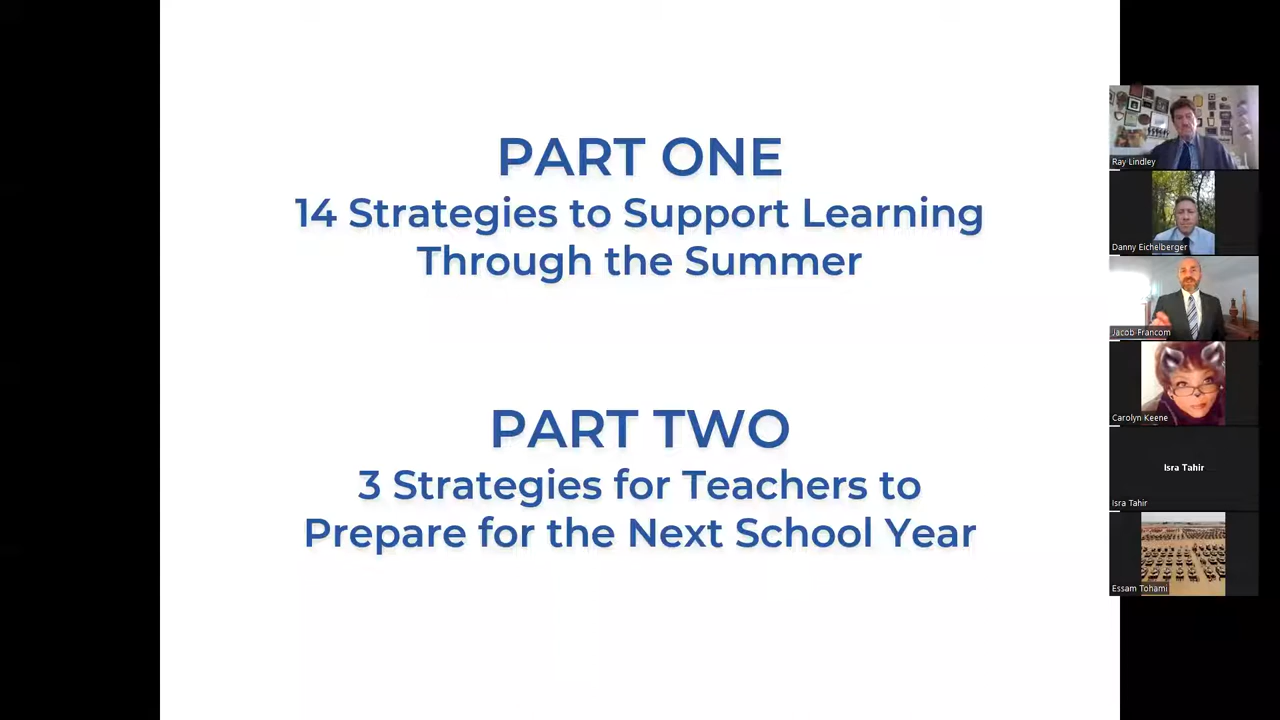 PART ONE
14 Strategies to Support Learning
Through the Summer
PART TWO
3 Strategies for Teachers to
Prepare for the Next School Year
Ray Lindley
Danny Eichelberger
Jacob Francom
Carolyn Keene
Isra Tahir
Isra Tahir
Essam Tohami